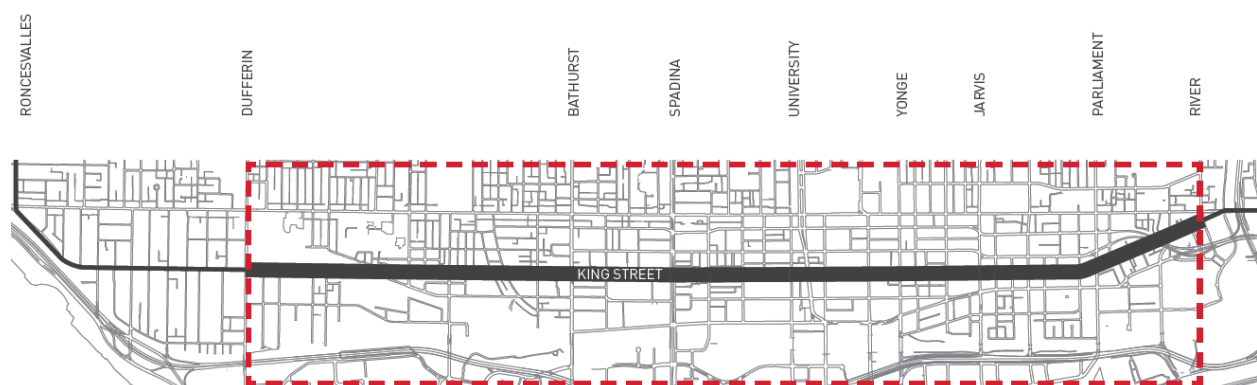 RONCESVALLES
DUFFERIN
BATHURST
SPADINA
UNIVERSITY
YONGE
JARVIS
PARLIAMENT
RIVER
KING STREET